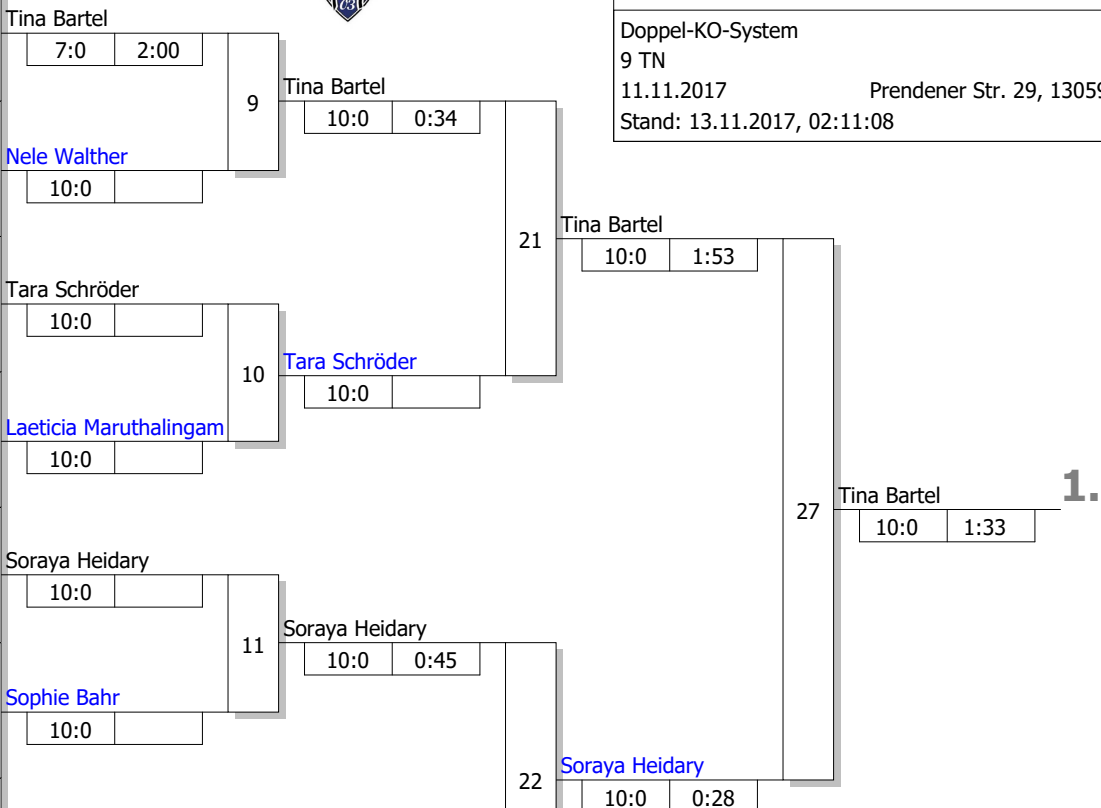 Tina Bartel
7:0 2:00
9
Nele Walther
10:0
Tara Schröder
10:0
10
Laeticia Maruthalingam
10:0
Soraya Heidary
10:0
11
Sophie Bahr
10:0
Tina Bartel
10:0 0:34
21
Tara Schröder
10:0
Soraya Heidary
10:0 0:45
22
Tina Bartel
10:0 1:53
27
Soraya Heidary
10:0 0:28
Tina Bartel
10:0 1:33
1.
Doppel-KO-System
9 TN
11.11.2017 Prendener Str. 29, 13059
Stand: 13.11.2017, 02:11:08